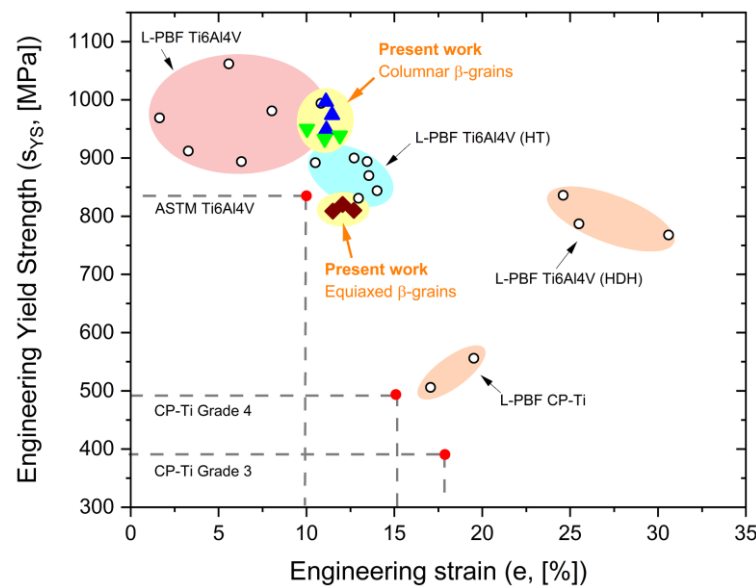 Engineering Yield Strength (s_YS, [MPa])
1100
1000
900
800
700
600
500
400
300
L-PBF Ti6Al4V
Present work
Columnar β-grains
L-PBF Ti6Al4V (HT)
ASTM Ti6Al4V
Present work
Equiaxed β-grains
L-PBF Ti6Al4V (HDH)
L-PBF CP-Ti
CP-Ti Grade 4
CP-Ti Grade 3
0
5
10
15
20
25
30
35
Engineering strain (e, [%])